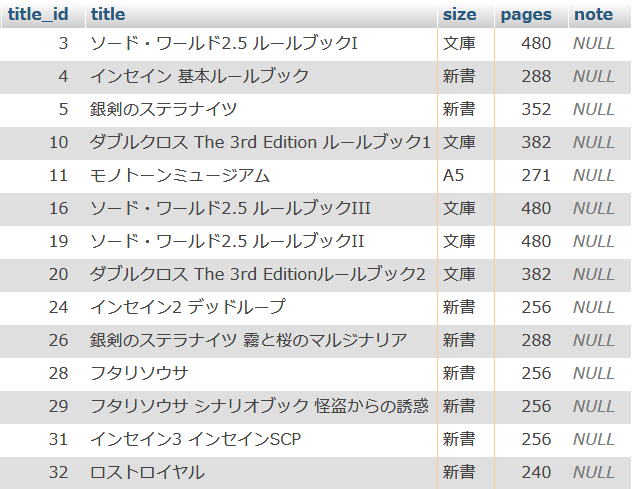 title_id title size pages note
3 ソード・ワールド2.5 ルールブックI 文庫 480 NULL
4 インセイン 基本ルールブック 新書 288 NULL
5 銀剣のステラナイツ 新書 352 NULL
10 ダブルクロス The 3rd Edition ルールブック1 文庫 382 NULL
11 モノトーンミュージアム A5 271 NULL
16 ソード・ワールド2.5 ルールブックIII 文庫 480 NULL
19 ソード・ワールド2.5 ルールブックII 文庫 480 NULL
20 ダブルクロス The 3rd Editionルールブック2 文庫 382 NULL
24 インセイン2 デッドループ 新書 256 NULL
26 銀剣のステラナイツ 霧と桜のマルジナリア 新書 288 NULL
28 フタリソウサ 新書 256 NULL
29 フタリソウサ シナリオブック 怪盗からの誘惑 新書 256 NULL
31 インセイン3 インセインSCP 新書 256 NULL
32 ロストロイヤル 新書 240 NULL